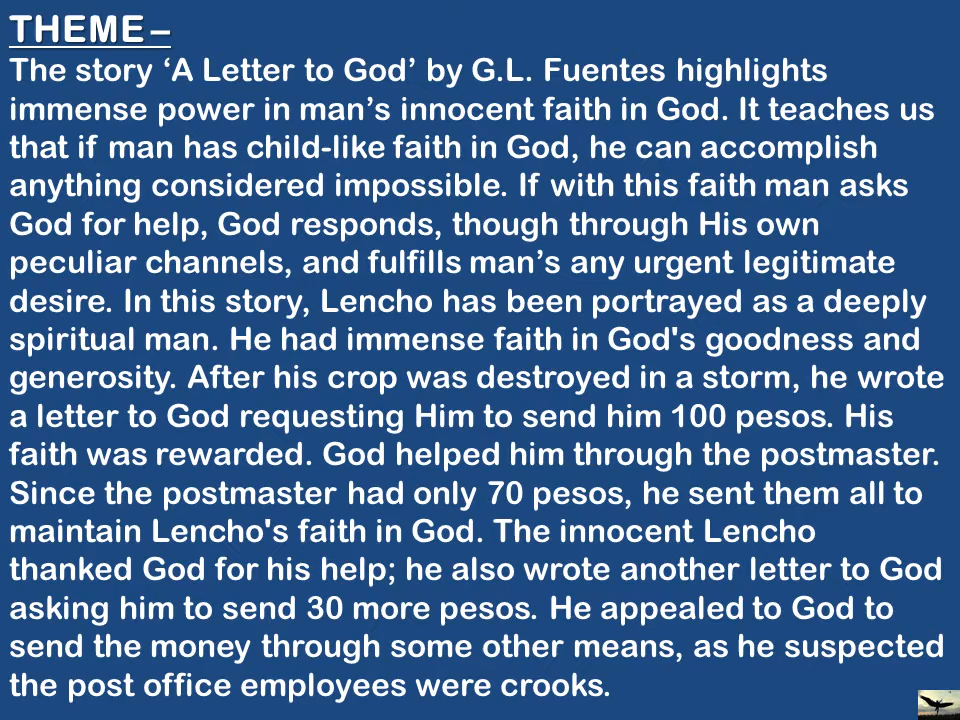 THEME –
The story ‘A Letter to God’ by G.L. Fuentes highlights
immense power in man’s innocent faith in God. It teaches us
that if man has child-like faith in God, he can accomplish
anything considered impossible. If with this faith man asks
God for help, God responds, though through His own
peculiar channels, and fulfills man’s any urgent legitimate
desire. In this story, Lencho has been portrayed as a deeply
spiritual man. He had immense faith in God's goodness and
generosity. After his crop was destroyed in a storm, he wrote
a letter to God requesting Him to send him 100 pesos. His
faith was rewarded. God helped him through the postmaster.
Since the postmaster had only 70 pesos, he sent them all to
maintain Lencho's faith in God. The innocent Lencho
thanked God for his help; he also wrote another letter to God
asking him to send 30 more pesos. He appealed to God to
send the money through some other means, as he suspected
the post office employees were crooks.